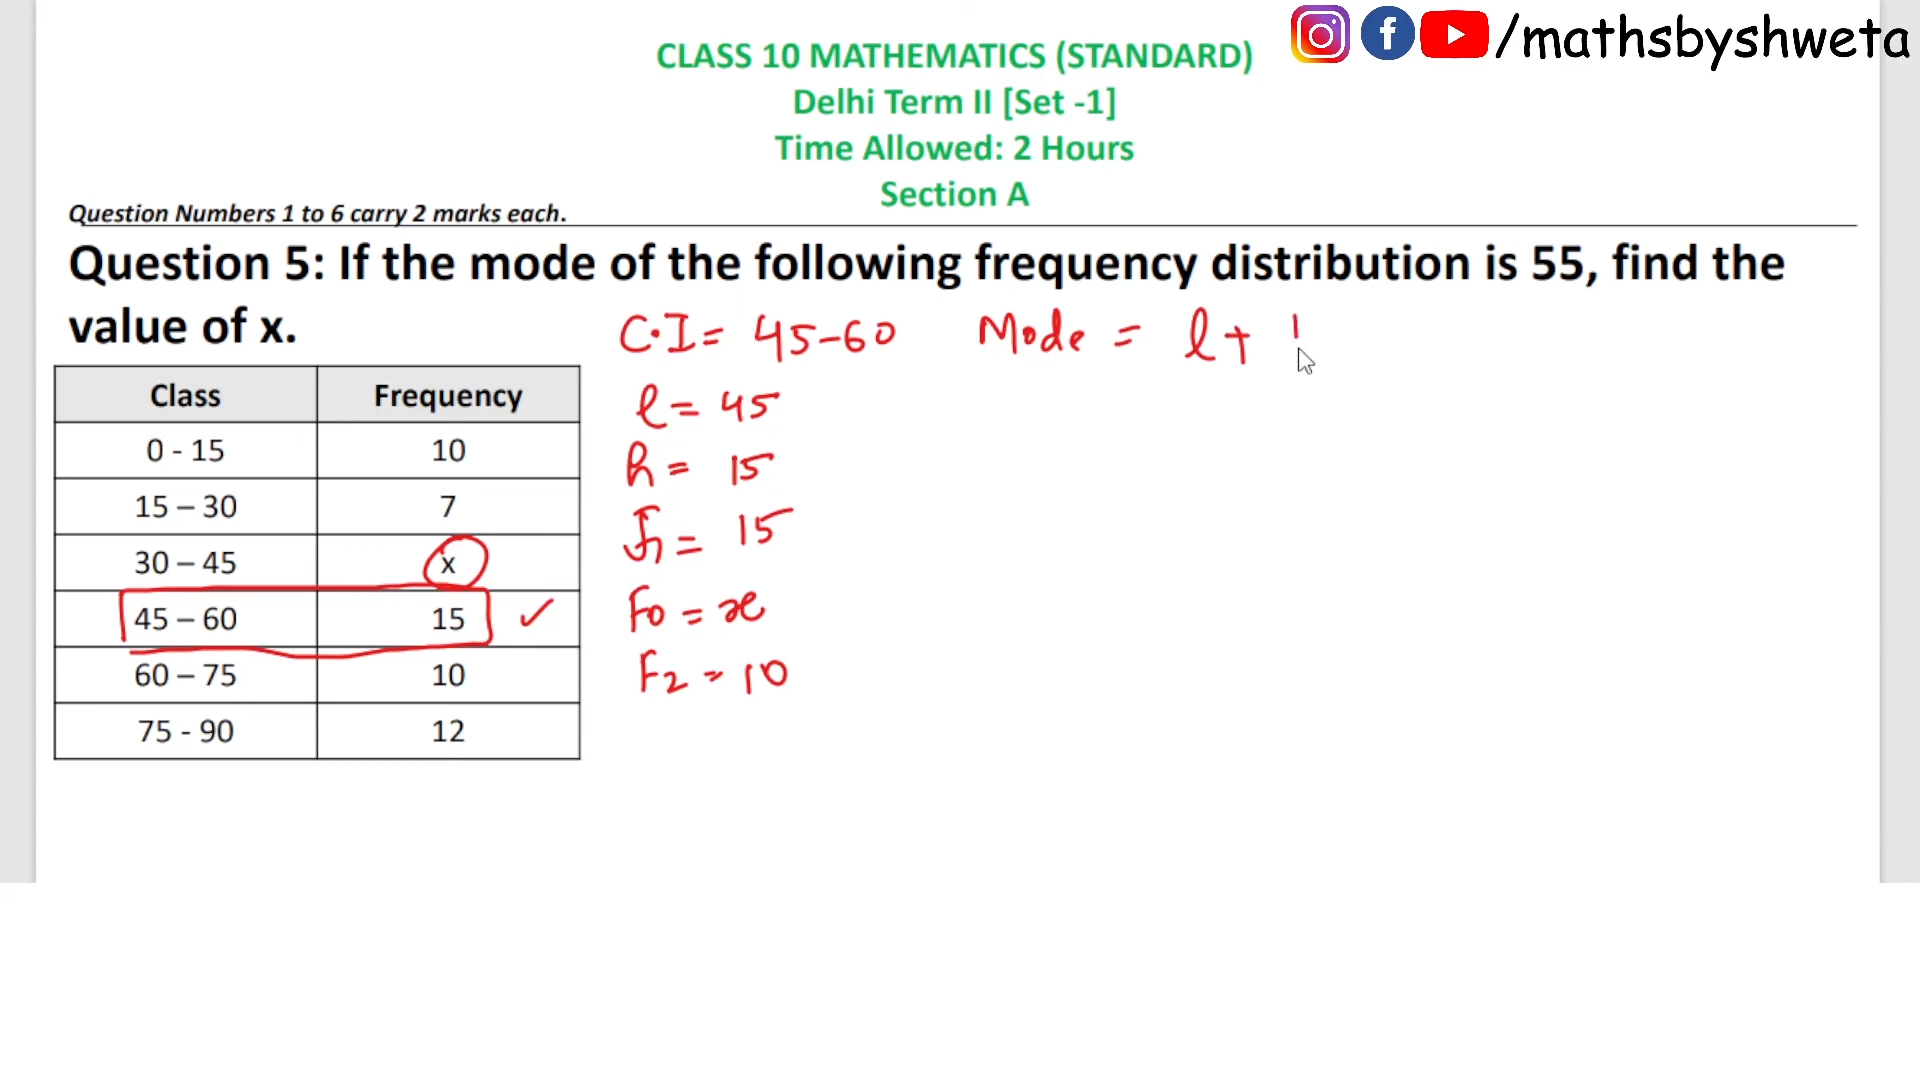 /mathsbyshweta
CLASS 10 MATHEMATICS (STANDARD)
Delhi Term II [Set -1]
Time Allowed: 2 Hours
Section A
Question Numbers 1 to 6 carry 2 marks each.
Question 5: If the mode of the following frequency distribution is 55, find the
value of x.
C.I = 45-60 Mode = l +
Class Frequency
0 - 15 10
15 – 30 7
30 – 45 x
45 – 60 15
60 – 75 10
75 - 90 12
l = 45
h = 15
f1 = 15
F0 = x
F2 = 10